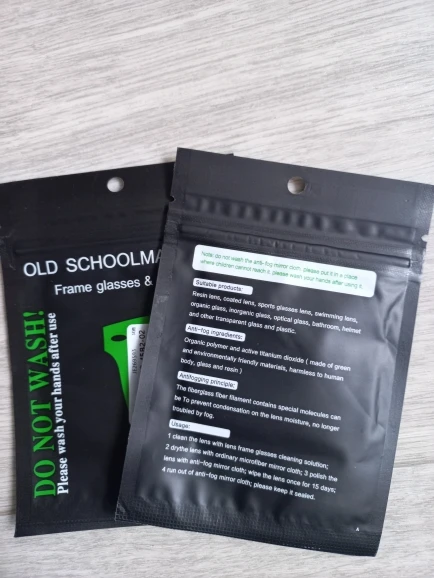 OLD SCHOOLMA
Frame glasses &
DO NOT WASH!
Please wash your hands after use
Note: do not wash the anti-fog mirror cloth, please put it in a place
where children cannot reach it, please wash your hands after using it.
Suitable products:
Resin lens, coated lens, sports glasses lens, swimming lens,
organic glass, inorganic glass, optical glass, bathroom, helmet
and other transparent glass and plastic.
Anti-fog ingredients:
Organic polymer and active titanium dioxide ( made of green
and environmentally friendly materials, harmless to human
body, glass and resin )
Antifogging principle:
The fiberglass fiber filament contains special molecules can
be To prevent condensation on the lens moisture, no longer
troubled by fog.
Usage:
1 clean the lens with lens frame glasses cleaning solution;
2 drythe lens with ordinary microfiber mirror cloth; 3 polish the
lens with anti-fog mirror cloth; wipe the lens once for 15 days;
4 run out of anti-fog mirror cloth; please keep it sealed.